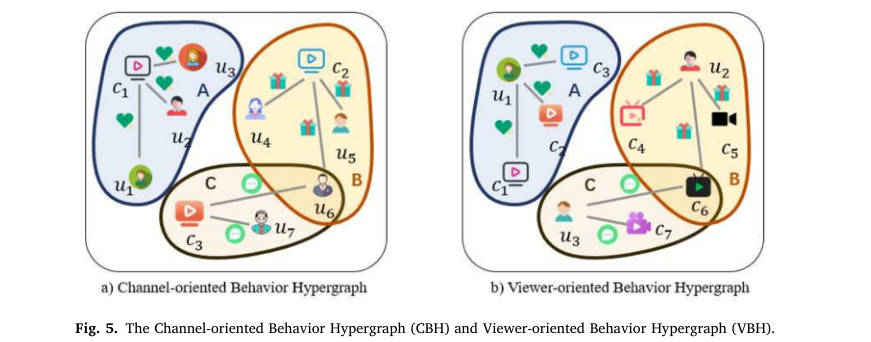 u3
c1
A
u2
u1
c2
u4
u5
B
C
u6
c3
u7
a) Channel-oriented Behavior Hypergraph
c3
u1
A
c2
c1
u2
c4
c5
B
C
c6
u3
c7
b) Viewer-oriented Behavior Hypergraph
Fig. 5. The Channel-oriented Behavior Hypergraph (CBH) and Viewer-oriented Behavior Hypergraph (VBH).